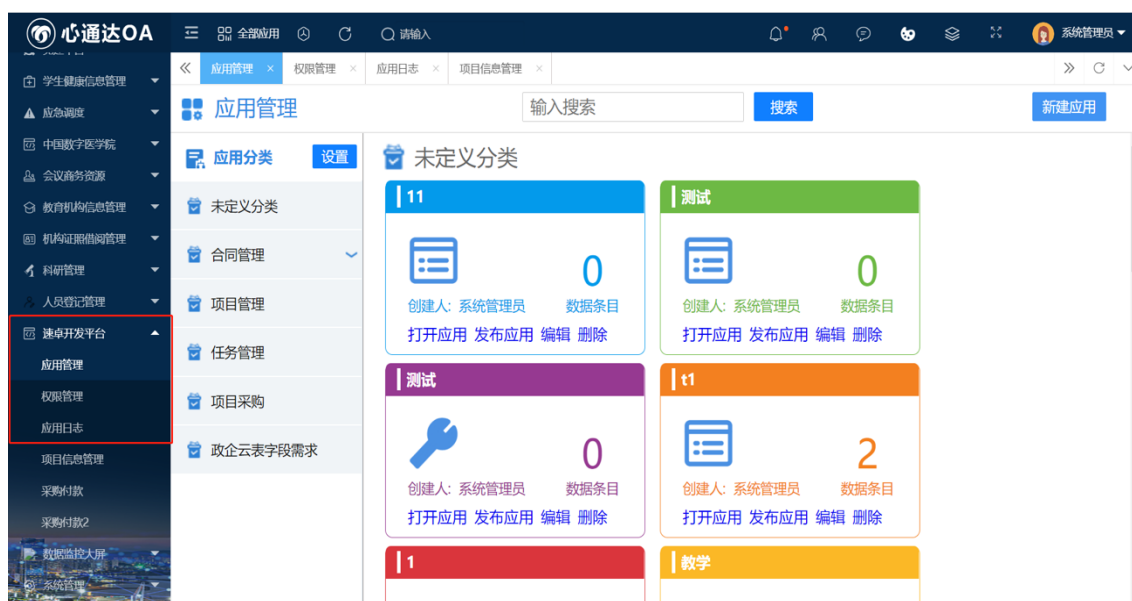 心通达OA
全部应用
请输入
系统管理员
学生健康信息管理
应急调度
中国数字医学院
会议商务资源
教育机构信息管理
机构证照借阅管理
科研管理
人员登记管理
速卓开发平台
应用管理
权限管理
应用日志
项目信息管理
采购付款
采购付款2
数据监控大屏
系统管理
应用管理 × 权限管理 × 应用日志 × 项目信息管理 ×
应用管理
输入搜索
搜索
新建应用
应用分类
设置
未定义分类
合同管理
项目管理
任务管理
项目采购
政企云表字段需求
未定义分类
11
0
创建人: 系统管理员 数据条目
打开应用 发布应用 编辑 删除
测试
0
创建人: 系统管理员 数据条目
打开应用 发布应用 编辑 删除
测试
0
创建人: 系统管理员 数据条目
打开应用 发布应用 编辑 删除
t1
2
创建人: 系统管理员 数据条目
打开应用 发布应用 编辑 删除
1
教学